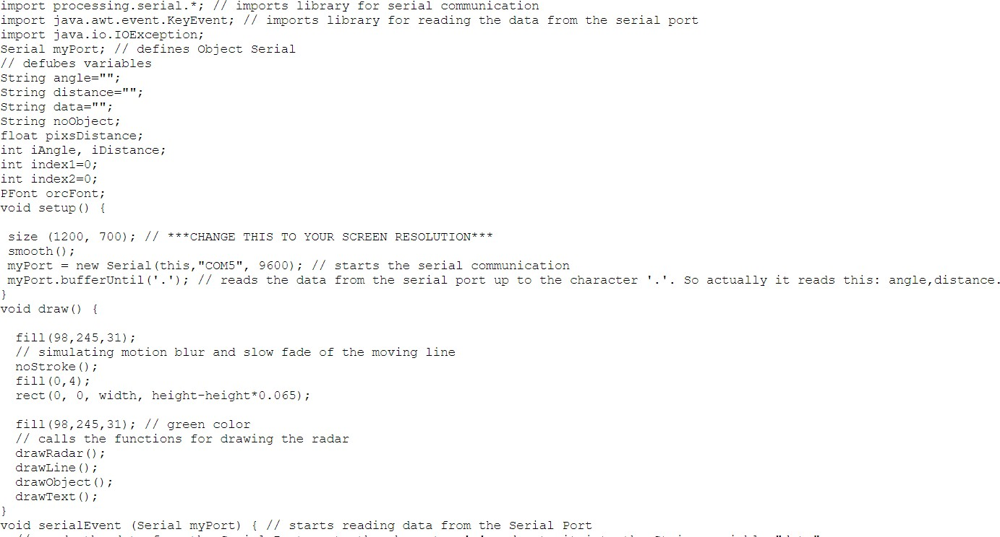 import processing.serial.*; // imports library for serial communication
import java.awt.event.KeyEvent; // imports library for reading the data from the serial port
import java.io.IOException;
Serial myPort; // defines Object Serial
// defubes variables
String angle="";
String distance="";
String data="";
String noObject;
float pixsDistance;
int iAngle, iDistance;
int index1=0;
int index2=0;
PFont orcFont;
void setup() {
size (1200, 700); // ***CHANGE THIS TO YOUR SCREEN RESOLUTION***
smooth();
myPort = new Serial(this,"COM5", 9600); // starts the serial communication
myPort.bufferUntil('.'); // reads the data from the serial port up to the character '.'. So actually it reads this: angle,distance.
}
void draw() {
fill(98,245,31);
// simulating motion blur and slow fade of the moving line
noStroke();
fill(0,4);
rect(0, 0, width, height-height*0.065);
fill(98,245,31); // green color
// calls the functions for drawing the radar
drawRadar();
drawLine();
drawObject();
drawText();
}
void serialEvent (Serial myPort) { // starts reading data from the Serial Port